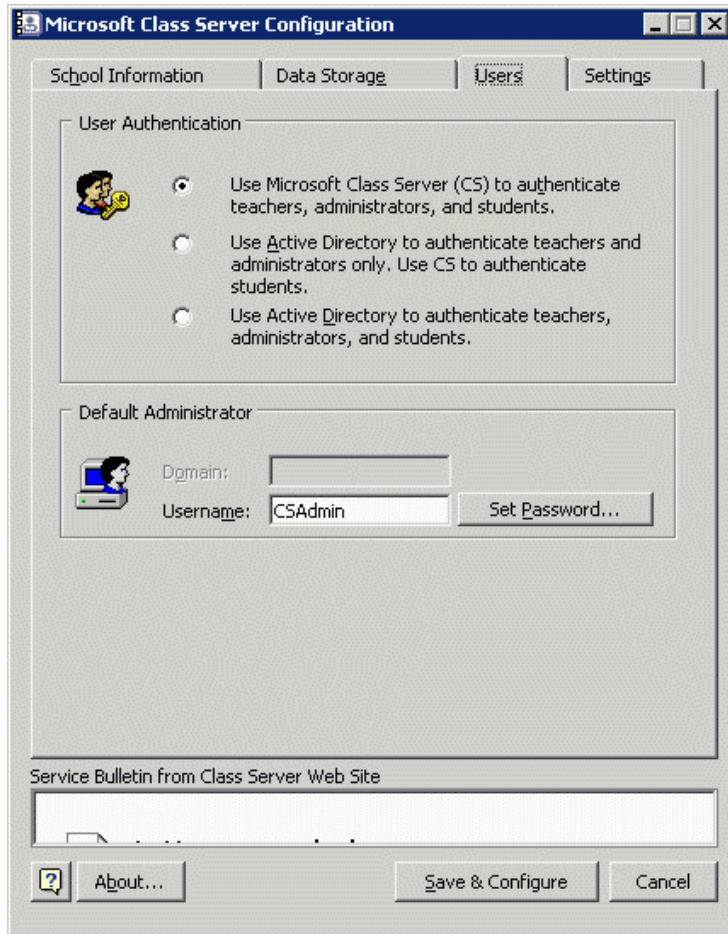 Microsoft Class Server Configuration
School Information
Data Storage
Users
Settings
User Authentication
Use Microsoft Class Server (CS) to authenticate
teachers, administrators, and students.
Use Active Directory to authenticate teachers and
administrators only. Use CS to authenticate
students.
Use Active Directory to authenticate teachers,
administrators, and students.
Default Administrator
Domain:
Username:
CSAdmin
Set Password...
Service Bulletin from Class Server Web Site
?
About...
Save & Configure
Cancel